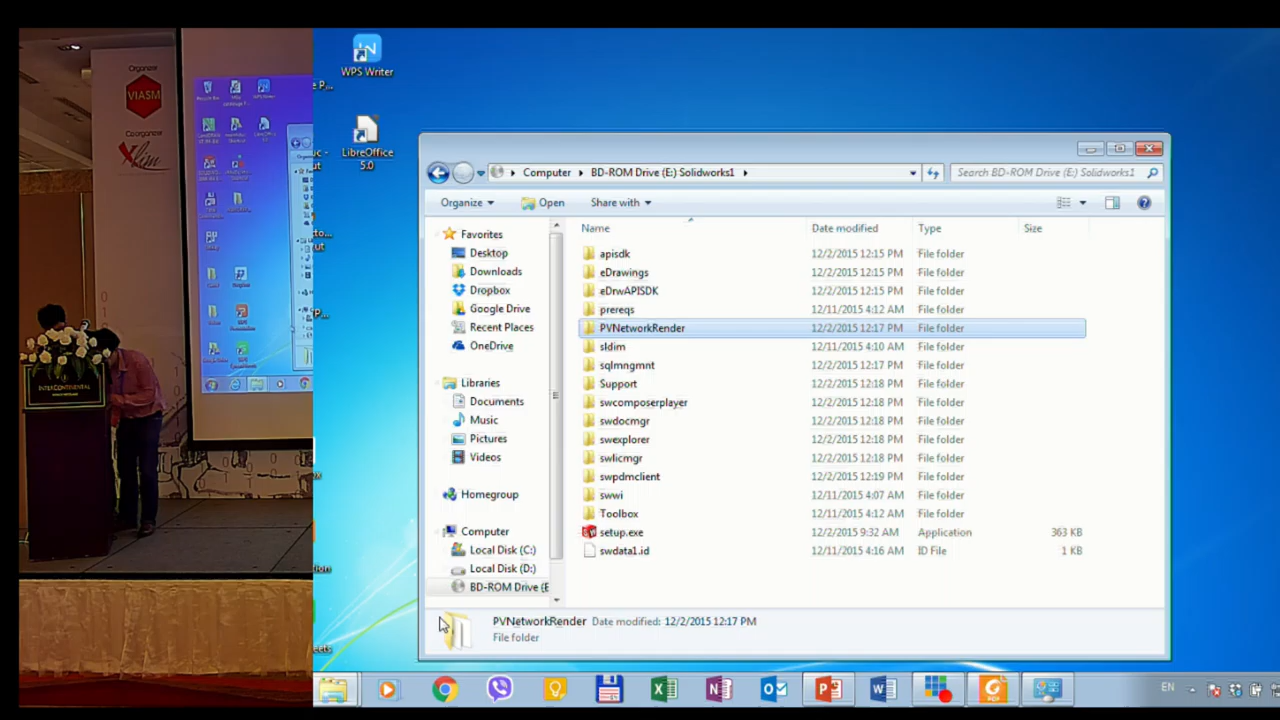 Organizer
VIASM
Co-organizer
Xlim
INTERCONTINENTAL
WPS Writer
LibreOffice
5.0
Computer
BD-ROM Drive (E:) Solidworks1
Search BD-ROM Drive (E:) Solidworks1
Organize
Open
Share with
Favorites
Desktop
Downloads
Dropbox
Google Drive
Recent Places
OneDrive
Libraries
Documents
Music
Pictures
Videos
Homegroup
Computer
Local Disk (C:)
Local Disk (D:)
BD-ROM Drive (E
Name Date modified Type Size
apisdk 12/2/2015 12:15 PM File folder
eDrawings 12/2/2015 12:15 PM File folder
eDrwAPISDK 12/2/2015 12:15 PM File folder
prereqs 12/11/2015 4:12 AM File folder
PVNetworkRender 12/2/2015 12:17 PM File folder
sldim 12/11/2015 4:10 AM File folder
sqlmngmnt 12/2/2015 12:17 PM File folder
Support 12/2/2015 12:18 PM File folder
swcomposerplayer 12/2/2015 12:18 PM File folder
swdocmgr 12/2/2015 12:18 PM File folder
swexplorer 12/2/2015 12:18 PM File folder
swlicmgr 12/2/2015 12:18 PM File folder
swpdmclient 12/2/2015 12:19 PM File folder
swwi 12/11/2015 4:07 AM File folder
Toolbox 12/11/2015 4:13 AM File folder
setup.exe 12/2/2015 9:32 AM Application 363 KB
swdata1.id 12/11/2015 4:16 AM ID File 1 KB
PVNetworkRender Date modified: 12/2/2015 12:17 PM
File folder
EN